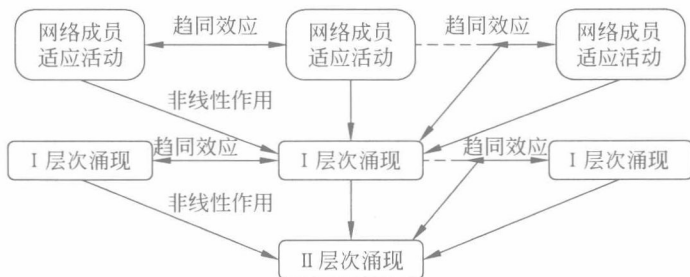 网络成员 趋同效应 网络成员 趋同效应 网络成员
适应活动 适应活动 适应活动
非线性作用
I 层次涌现 趋同效应 I 层次涌现 趋同效应 I 层次涌现
非线性作用
II 层次涌现